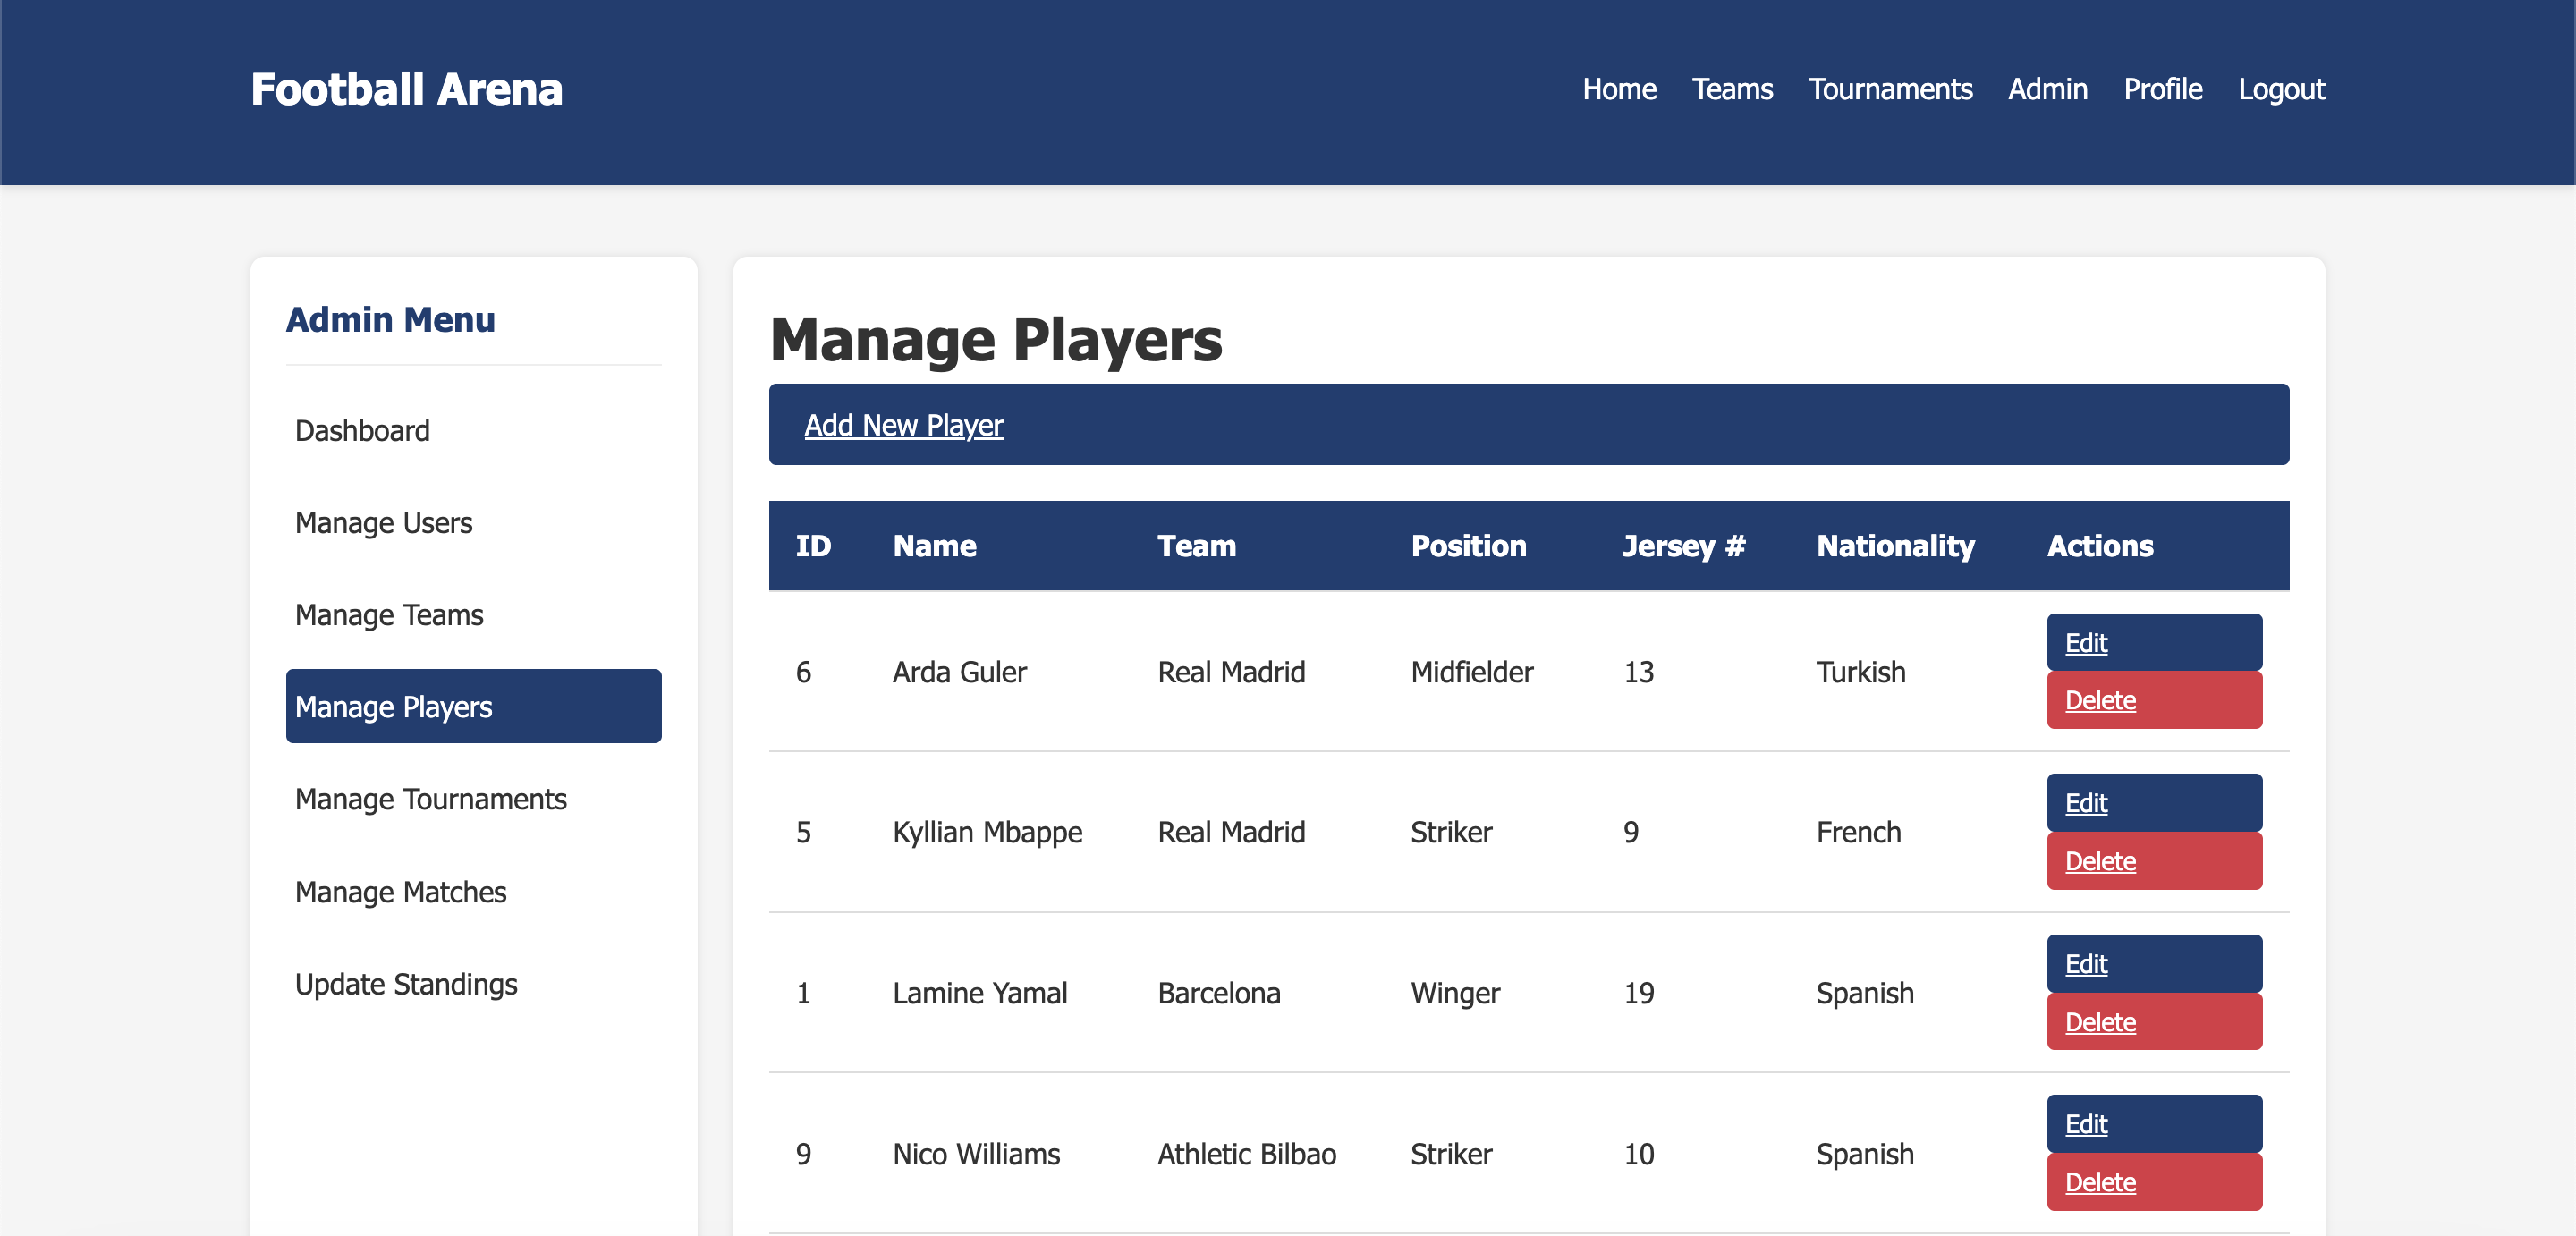 Football Arena
Home Teams Tournaments Admin Profile Logout
Admin Menu
Dashboard
Manage Users
Manage Teams
Manage Players
Manage Tournaments
Manage Matches
Update Standings
Manage Players
Add New Player
ID Name Team Position Jersey # Nationality Actions
6 Arda Guler Real Madrid Midfielder 13 Turkish Edit
Delete
5 Kyllian Mbappe Real Madrid Striker 9 French Edit
Delete
1 Lamine Yamal Barcelona Winger 19 Spanish Edit
Delete
9 Nico Williams Athletic Bilbao Striker 10 Spanish Edit
Delete